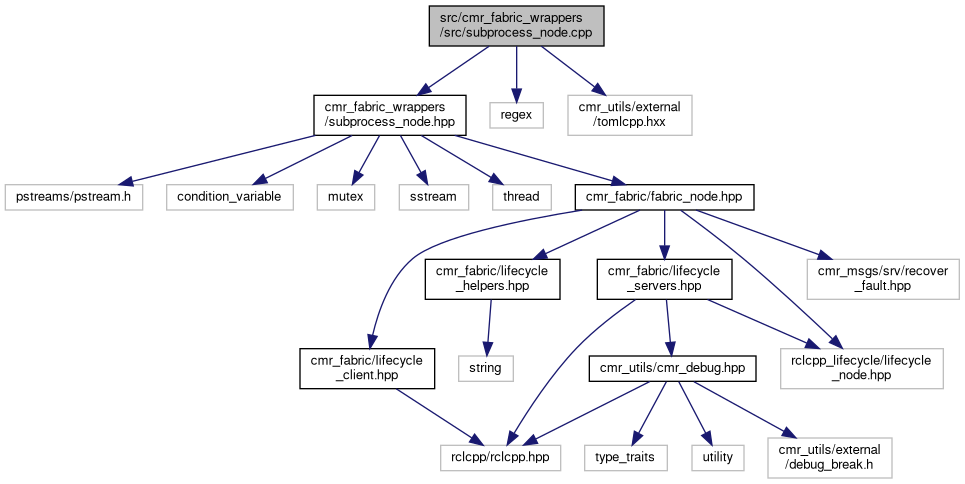 src/cmr_fabric_wrappers
/src/subprocess_node.cpp
cmr_fabric_wrappers
/subprocess_node.hpp
regex
cmr_utils/external
/tomlcpp.hxx
pstreams/pstream.h
condition_variable
mutex
sstream
thread
cmr_fabric/fabric_node.hpp
cmr_fabric/lifecycle
_helpers.hpp
cmr_fabric/lifecycle
_servers.hpp
cmr_msgs/srv/recover
_fault.hpp
cmr_fabric/lifecycle
_client.hpp
string
cmr_utils/cmr_debug.hpp
rclcpp_lifecycle/lifecycle
_node.hpp
rclcpp/rclcpp.hpp
type_traits
utility
cmr_utils/external
/debug_break.h